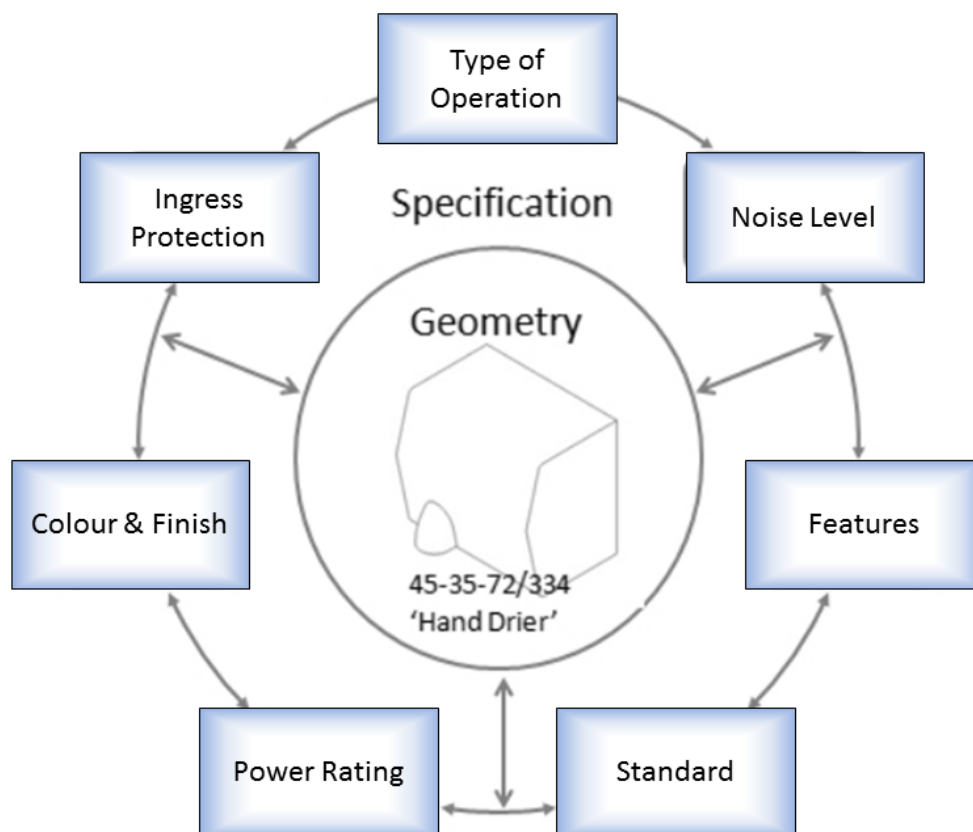 Type of
Operation
Ingress
Protection
Specification
Noise Level
Geometry
Colour & Finish
Features
45-35-72/334
‘Hand Drier’
Power Rating
Standard